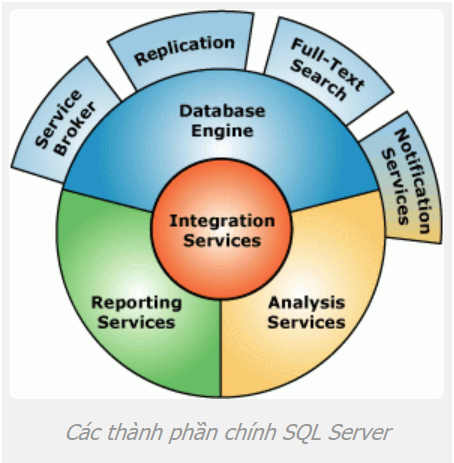 Service
Broker
Replication
Full-Text
Search
Notification
Services
Database
Engine
Integration
Services
Reporting
Services
Analysis
Services
Các thành phần chính SQL Server